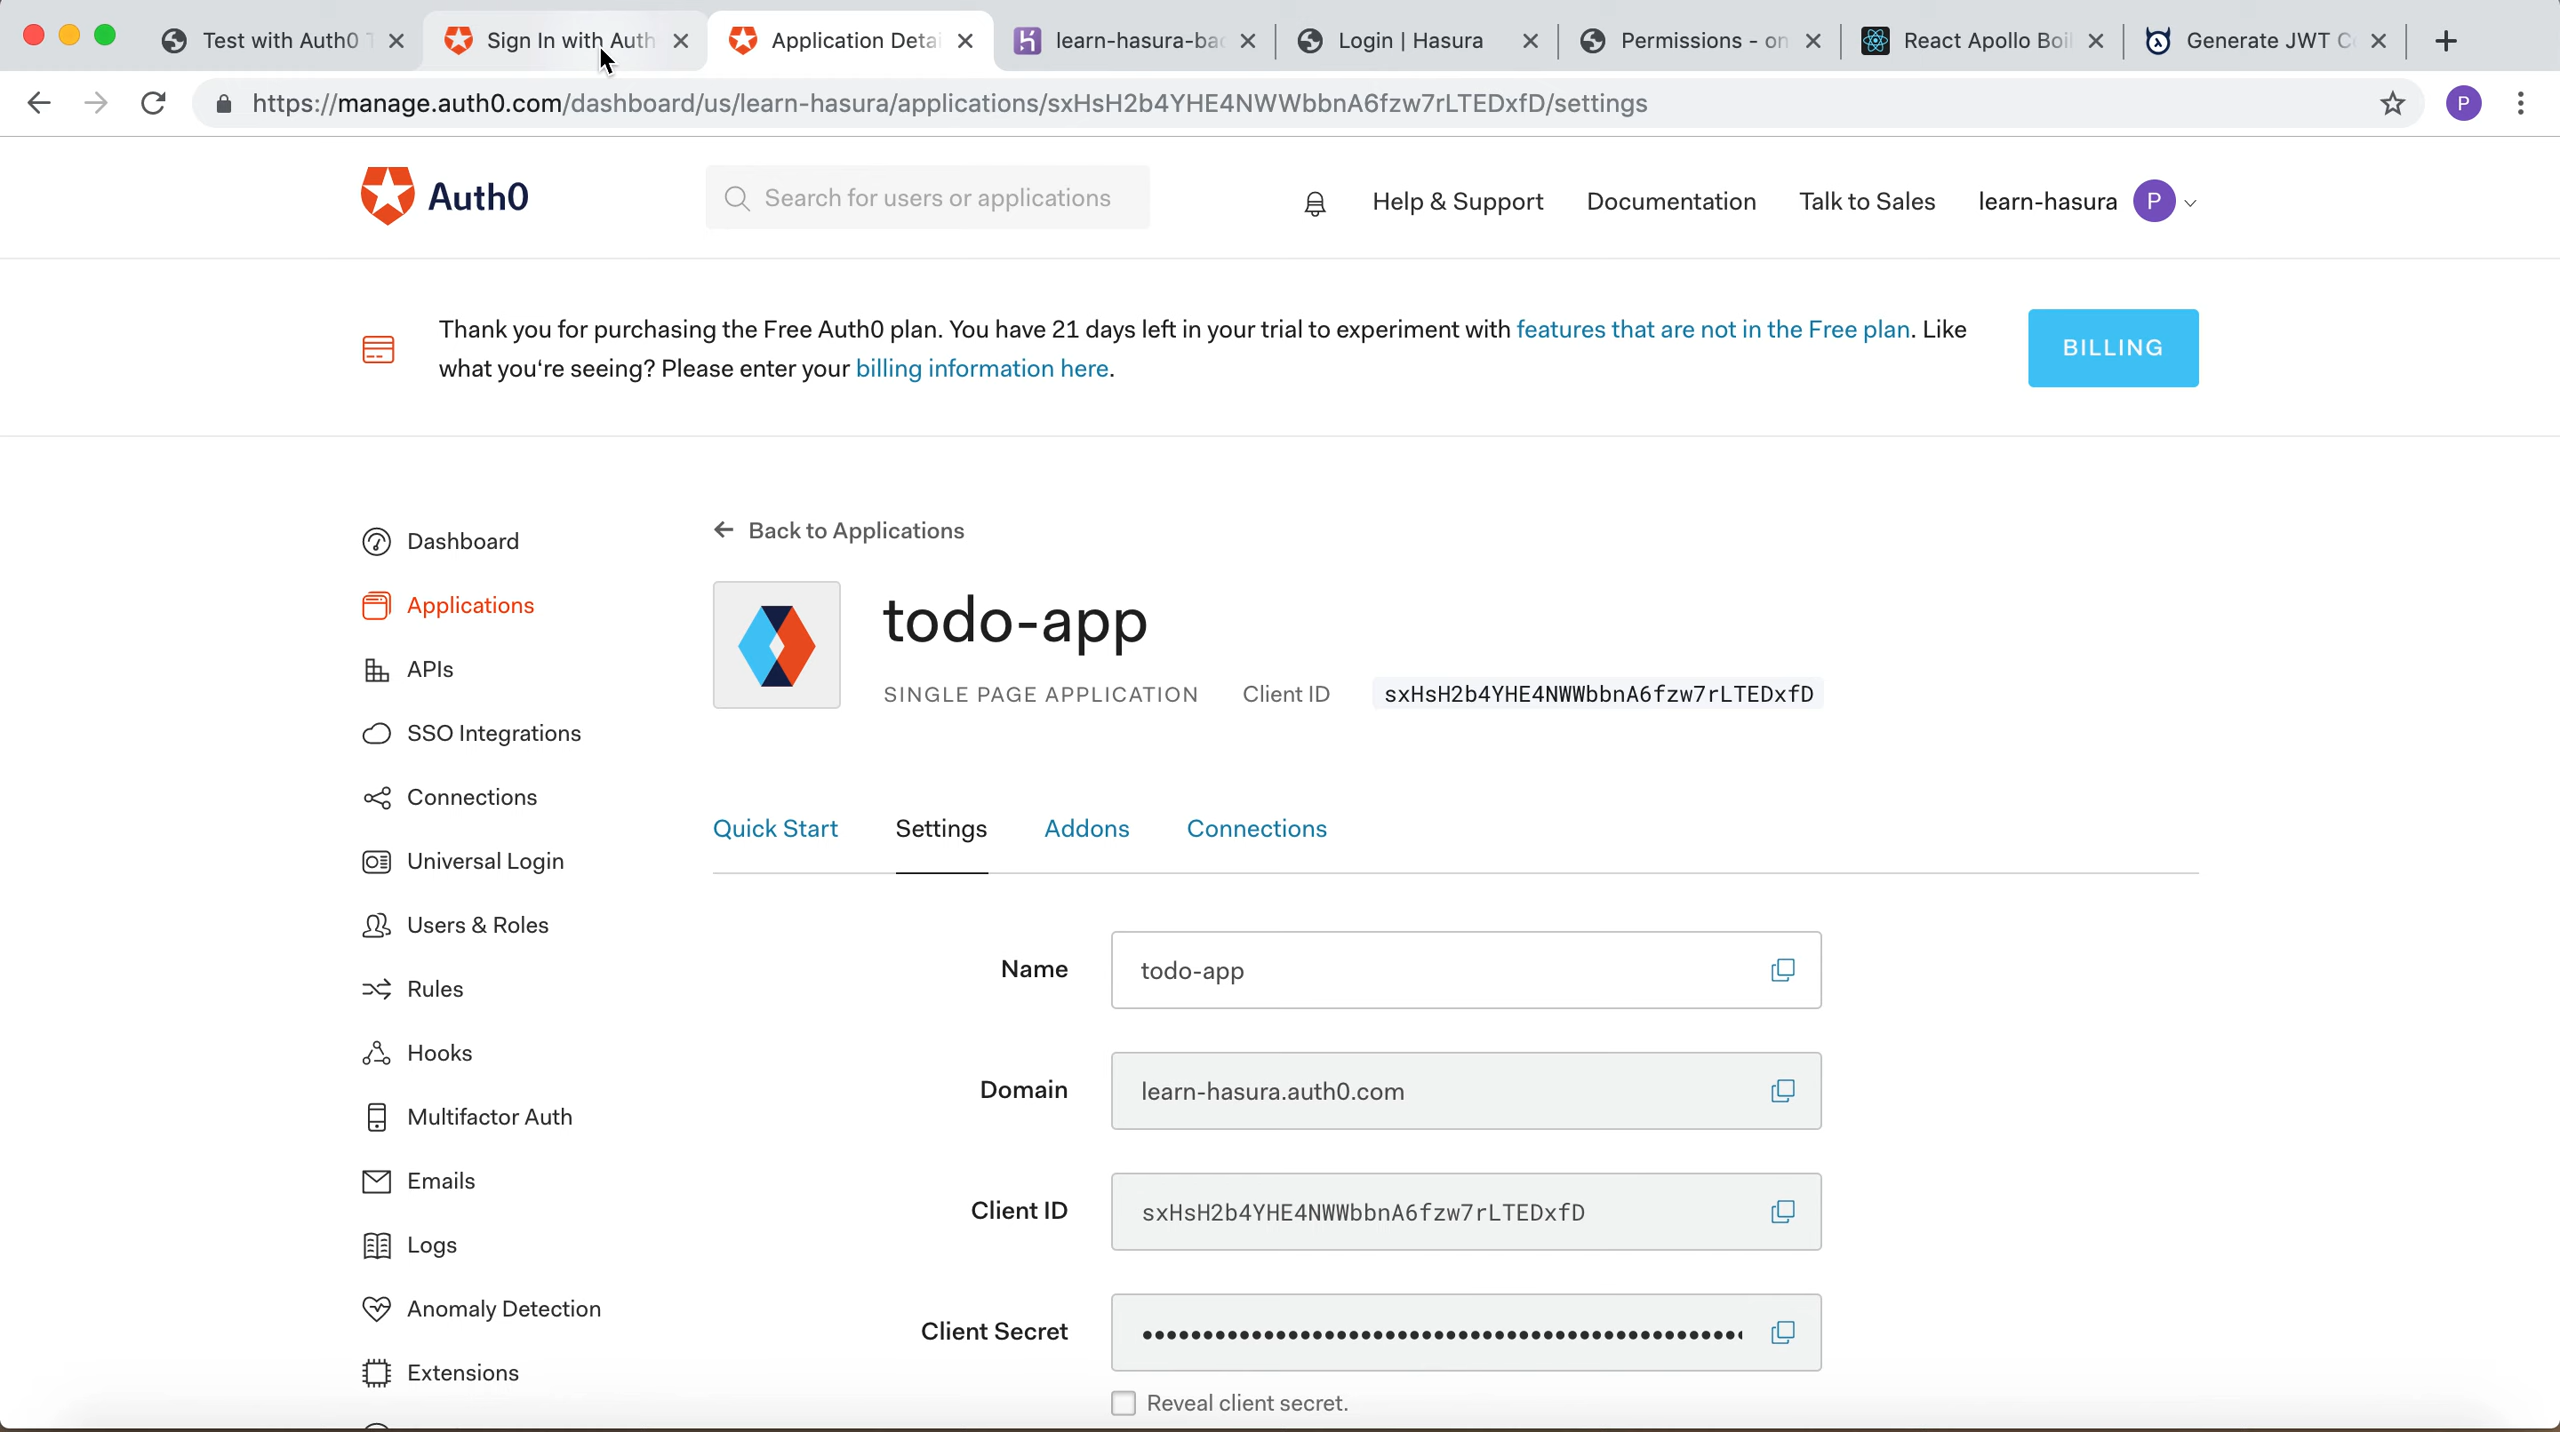 Test with Auth0 T
Sign In with Auth
Application Detai
learn-hasura-bac
Login | Hasura
Permissions - on
React Apollo Boil
Generate JWT C
https://manage.auth0.com/dashboard/us/learn-hasura/applications/sxHsH2b4YHE4NWWbbnA6fzw7rLTEDxfD/settings
P
Auth0
Search for users or applications
Help & Support
Documentation
Talk to Sales
learn-hasura
P
Thank you for purchasing the Free Auth0 plan. You have 21 days left in your trial to experiment with features that are not in the Free plan. Like
what you're seeing? Please enter your billing information here.
BILLING
Dashboard
Applications
APIs
SSO Integrations
Connections
Universal Login
Users & Roles
Rules
Hooks
Multifactor Auth
Emails
Logs
Anomaly Detection
Extensions
Back to Applications
todo-app
SINGLE PAGE APPLICATION
Client ID
sxHsH2b4YHE4NWWbbnA6fzw7rLTEDxfD
Quick Start
Settings
Addons
Connections
Name
todo-app
Domain
learn-hasura.auth0.com
Client ID
sxHsH2b4YHE4NWWbbnA6fzw7rLTEDxfD
Client Secret
Reveal client secret.